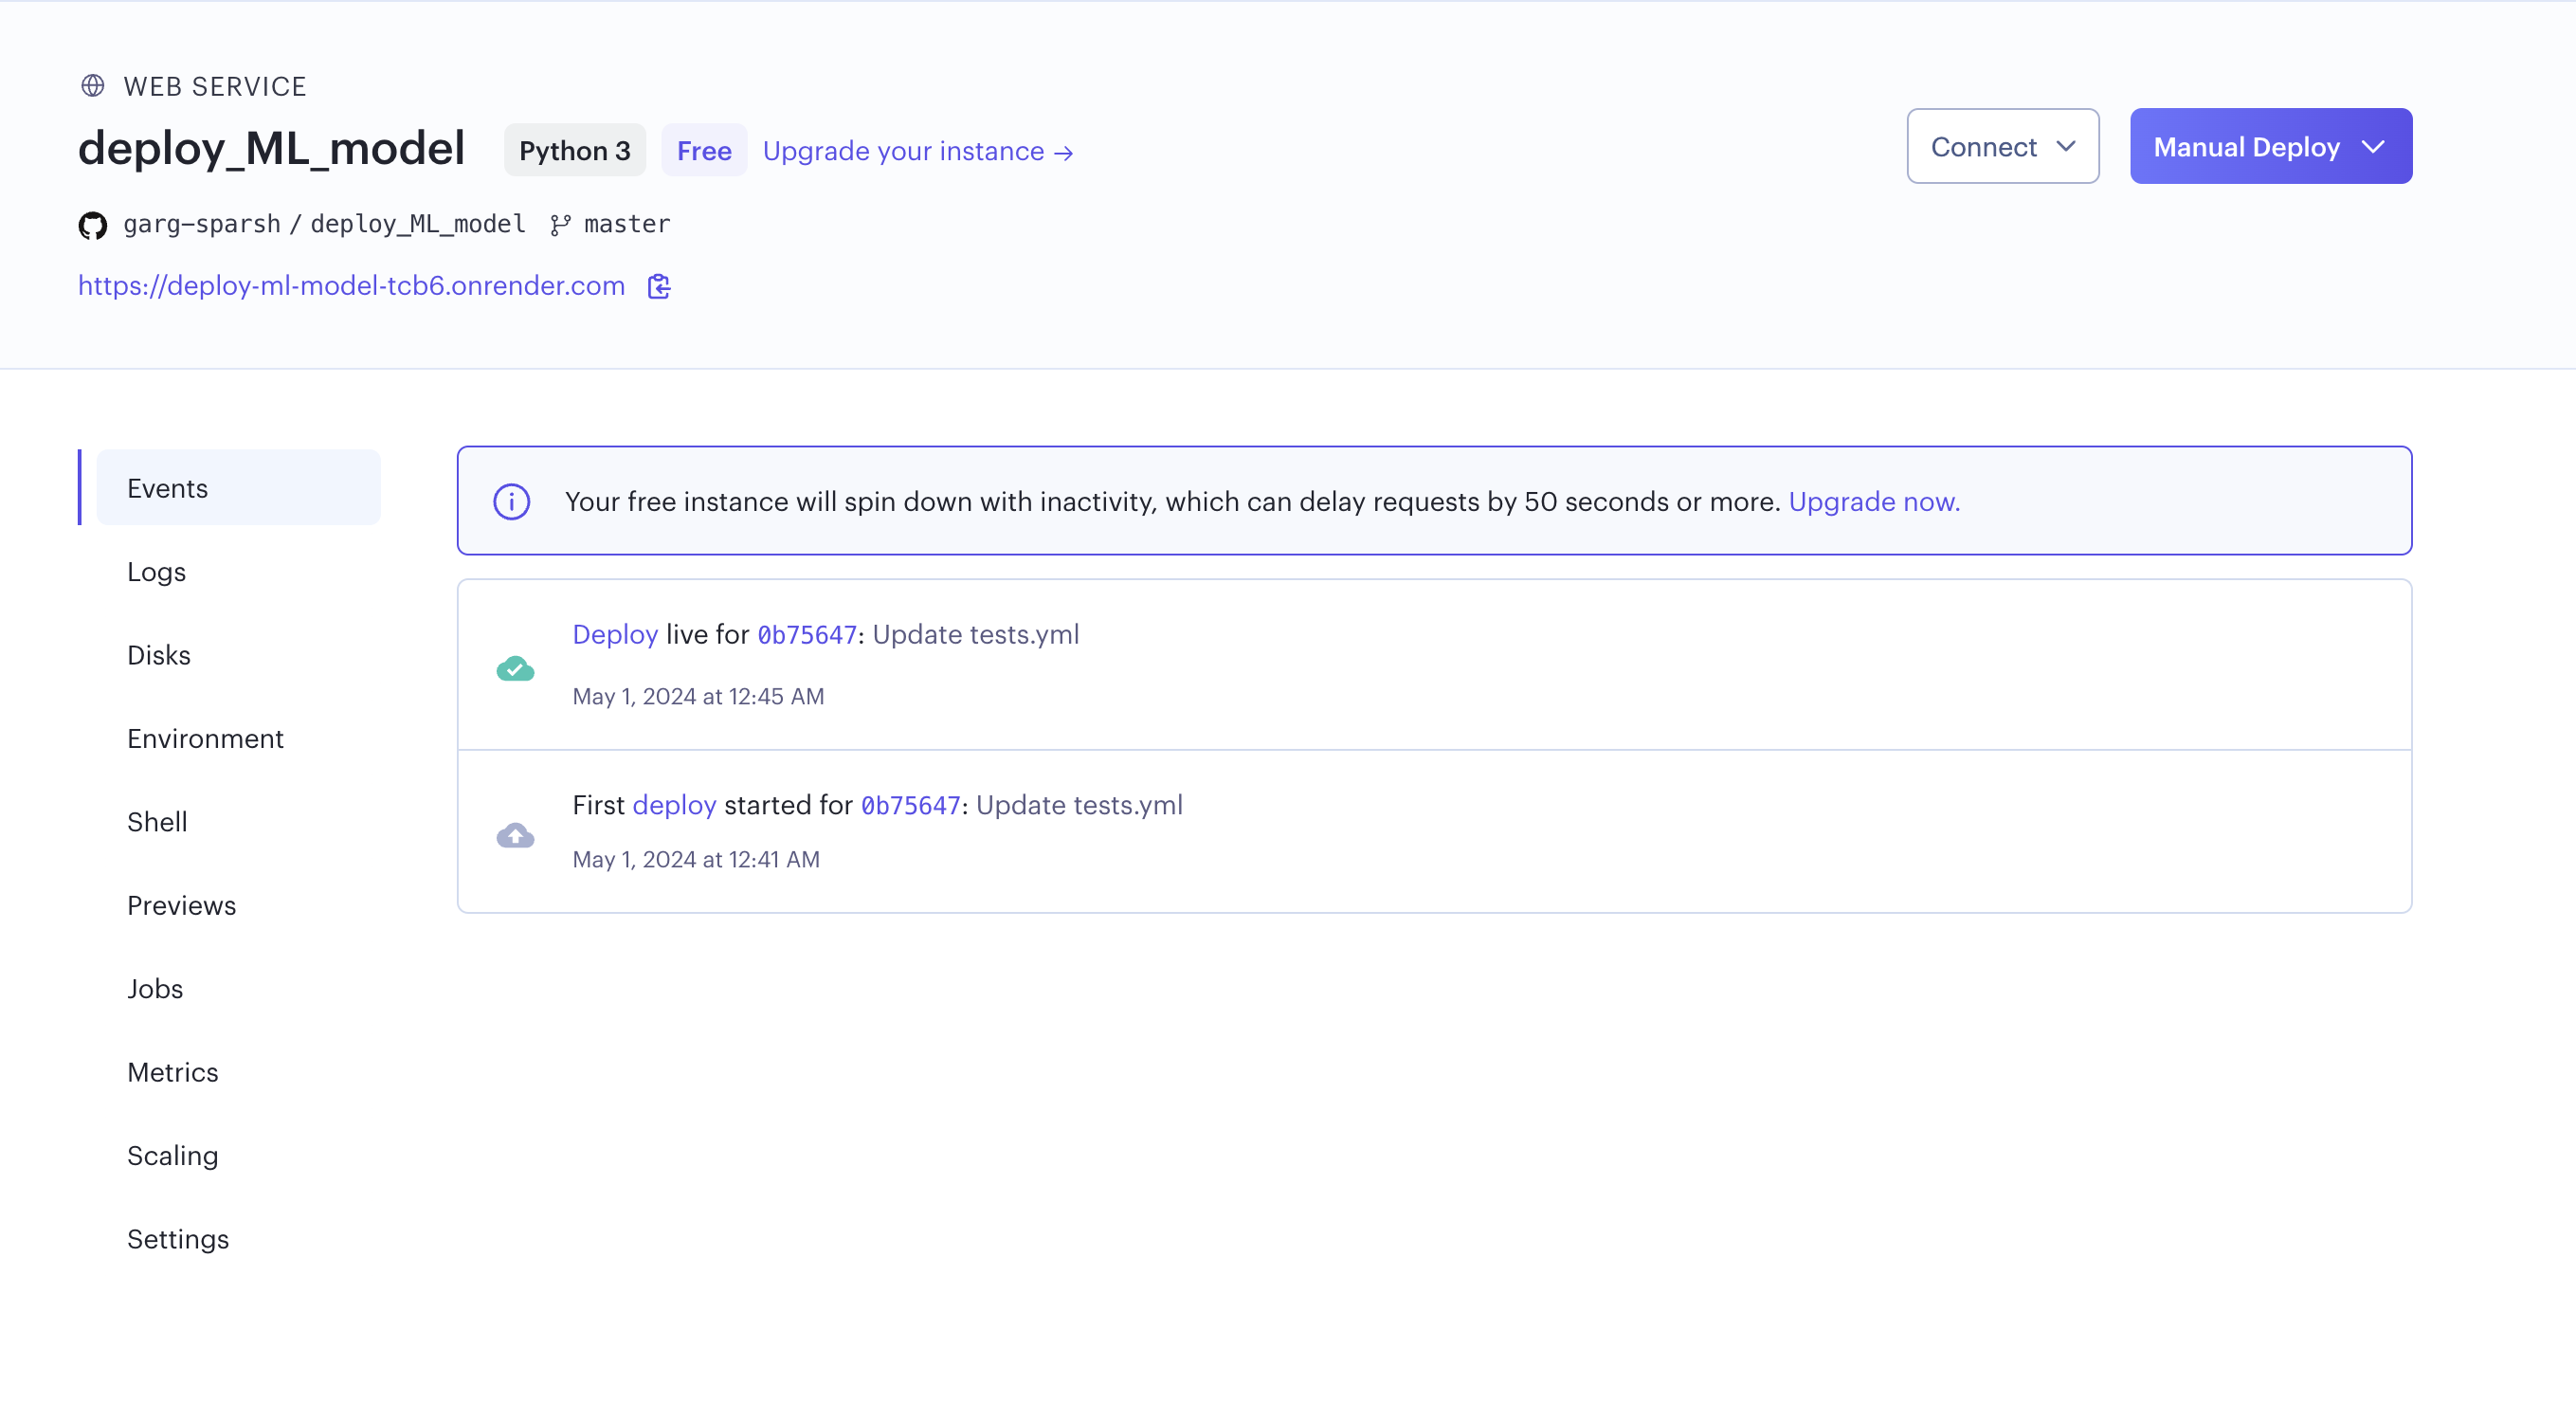 WEB SERVICE
deploy_ML_model Python 3 Free Upgrade your instance →
Connect Manual Deploy
garg-sparsh / deploy_ML_model master
https://deploy-ml-model-tcb6.onrender.com
Events
Logs
Disks
Environment
Shell
Previews
Jobs
Metrics
Scaling
Settings
Your free instance will spin down with inactivity, which can delay requests by 50 seconds or more. Upgrade now.
Deploy live for 0b75647: Update tests.yml
May 1, 2024 at 12:45 AM
First deploy started for 0b75647: Update tests.yml
May 1, 2024 at 12:41 AM